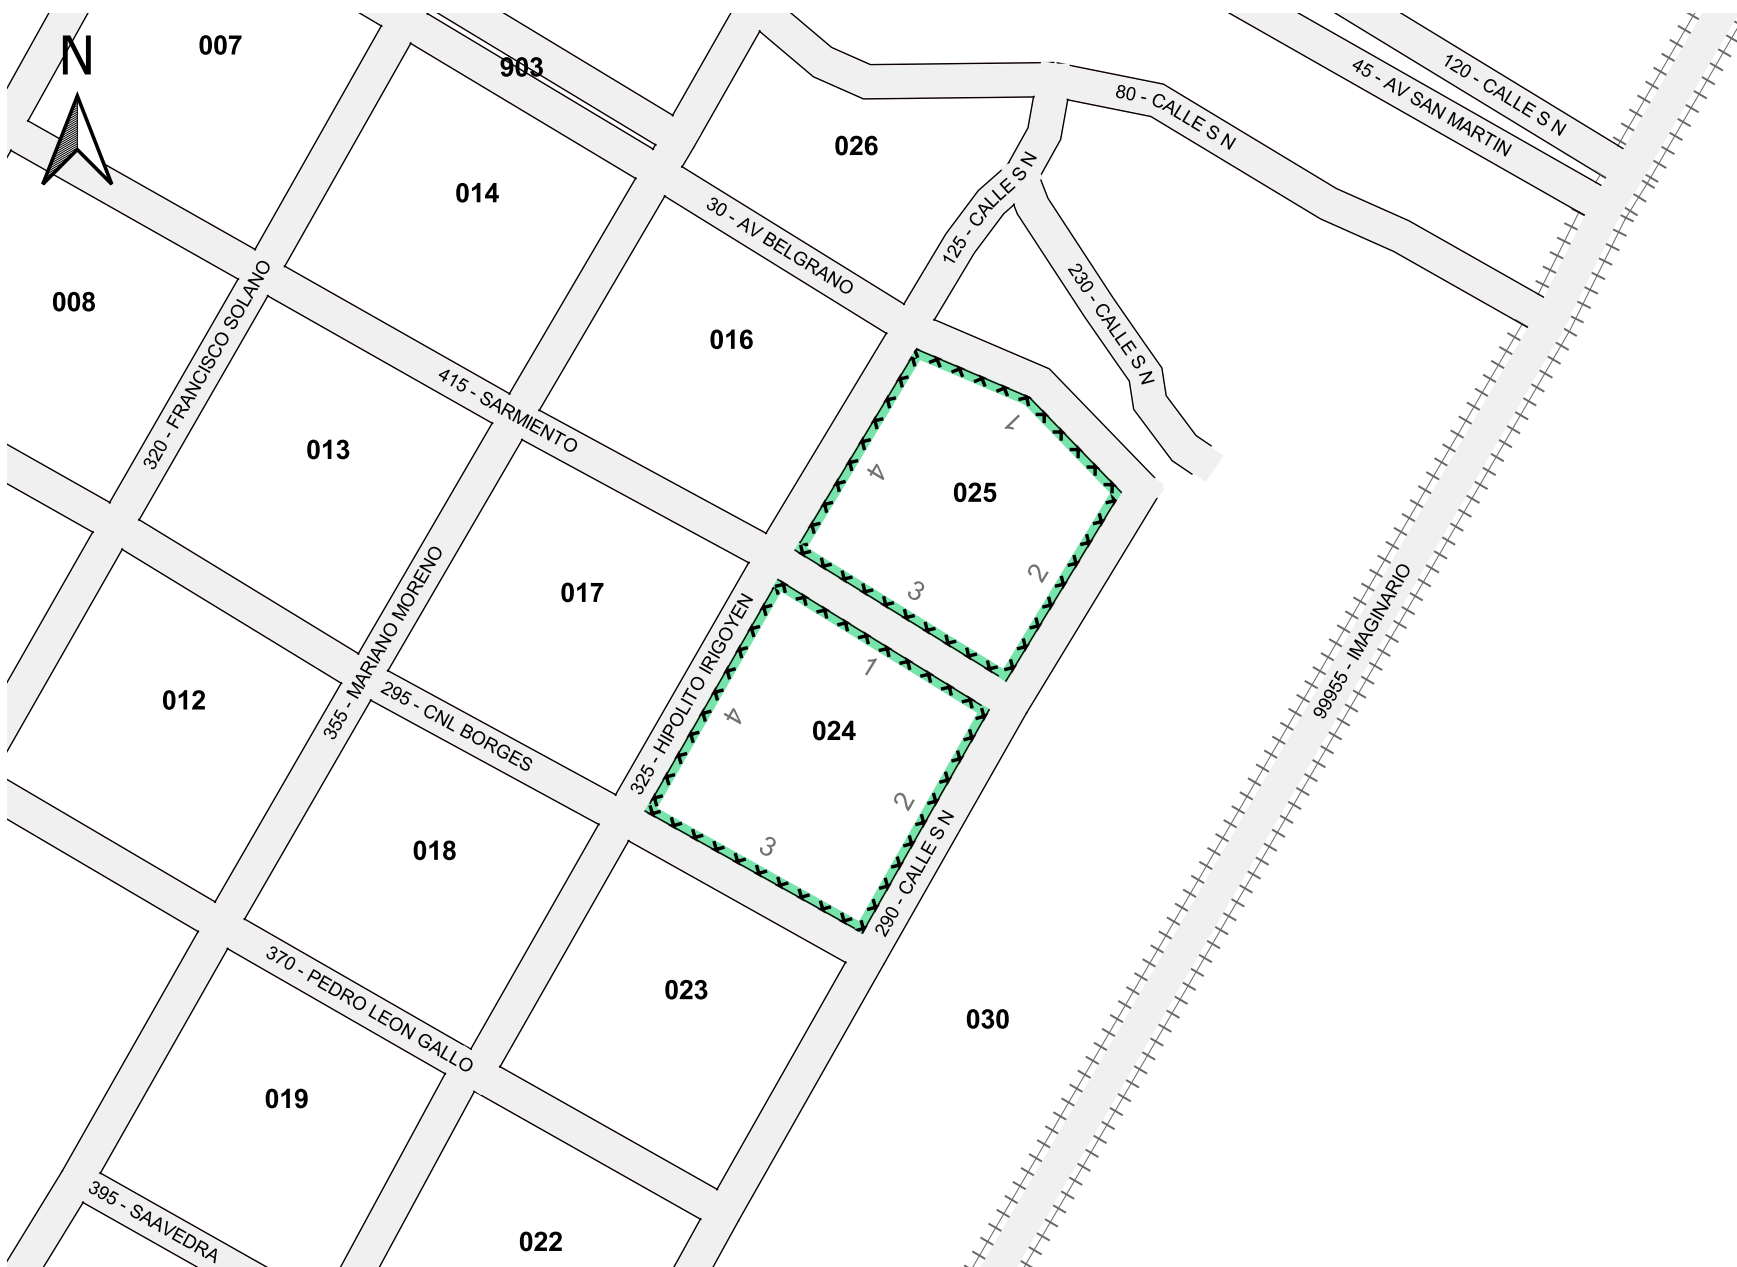 N
007
903
120 - CALLE S N
45 - AV SAN MARTIN
80 - CALLE S N
026
014
125 - CALLE S N
30 - AV BELGRANO
230 - CALLE S N
008
320 - FRANCISCO SOLANO
016
415 - SARMIENTO
1
013
4
025
017
3
2
99955 - IMAGINARIO
355 - MARIANO MORENO
325 - HIPOLITO IRIGOYEN
1
012
295 - CNL BORGES
4
024
2
018
3
290 - CALLE S N
023
370 - PEDRO LEON GALLO
030
019
395 - SAAVEDRA
022